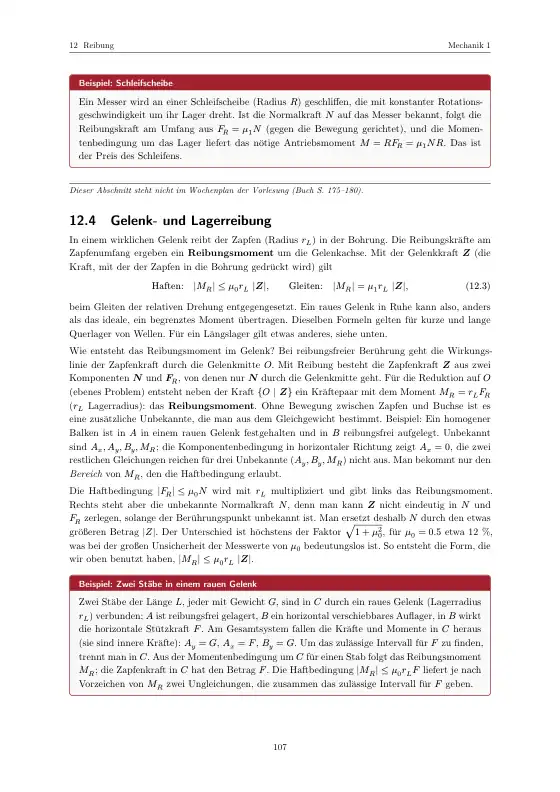 12 Reibung Mechanik 1
Beispiel: Schleifscheibe
Ein Messer wird an einer Schleifscheibe (Radius R) geschliffen, die mit konstanter Rotations-
geschwindigkeit um ihr Lager dreht. Ist die Normalkraft N auf das Messer bekannt, folgt die
Reibungskraft am Umfang aus F_R = μ₁N (gegen die Bewegung gerichtet), und die Momen-
tenbedingung um das Lager liefert das nötige Antriebsmoment M = RF_R = μ₁NR. Das ist
der Preis des Schleifens.
Dieser Abschnitt steht nicht im Wochenplan der Vorlesung (Buch S. 175–180).
12.4 Gelenk- und Lagerreibung
In einem wirklichen Gelenk reibt der Zapfen (Radius r_L) in der Bohrung. Die Reibungskräfte am
Zapfenumfang ergeben ein Reibungsmoment um die Gelenkachse. Mit der Gelenkkraft Z (die
Kraft, mit der der Zapfen in die Bohrung gedrückt wird) gilt
Haften: |M_R| ≤ μ₀r_L |Z|, Gleiten: |M_R| = μ₁r_L |Z|, (12.3)
beim Gleiten der relativen Drehung entgegengesetzt. Ein raues Gelenk in Ruhe kann also, anders
als das ideale, ein begrenztes Moment übertragen. Dieselben Formeln gelten für kurze und lange
Querlager von Wellen. Für ein Längslager gilt etwas anderes, siehe unten.
Wie entsteht das Reibungsmoment im Gelenk? Bei reibungsfreier Berührung geht die Wirkungs-
linie der Zapfenkraft durch die Gelenkmitte O. Mit Reibung besteht die Zapfenkraft Z aus zwei
Komponenten N und F_R, von denen nur N durch die Gelenkmitte geht. Für die Reduktion auf O
(ebenes Problem) entsteht neben der Kraft {O | Z} ein Kräftepaar mit dem Moment M_R = r_LF_R
(r_L Lagerradius): das Reibungsmoment. Ohne Bewegung zwischen Zapfen und Buchse ist es
eine zusätzliche Unbekannte, die man aus dem Gleichgewicht bestimmt. Beispiel: Ein homogener
Balken ist in A in einem rauen Gelenk festgehalten und in B reibungsfrei aufgelegt. Unbekannt
sind A_x, A_y, B_y, M_R; die Komponentenbedingung in horizontaler Richtung zeigt A_x = 0, die zwei
restlichen Gleichungen reichen für drei Unbekannte (A_y, B_y, M_R) nicht aus. Man bekommt nur den
Bereich von M_R, den die Haftbedingung erlaubt.
Die Haftbedingung |F_R| ≤ μ₀N wird mit r_L multipliziert und gibt links das Reibungsmoment.
Rechts steht aber die unbekannte Normalkraft N, denn man kann Z nicht eindeutig in N und
F_R zerlegen, solange der Berührungspunkt unbekannt ist. Man ersetzt deshalb N durch den etwas
größeren Betrag |Z|. Der Unterschied ist höchstens der Faktor √(1 + μ₀²), für μ₀ = 0.5 etwa 12 %,
was bei der großen Unsicherheit der Messwerte von μ₀ bedeutungslos ist. So entsteht die Form, die
wir oben benutzt haben, |M_R| ≤ μ₀r_L |Z|.
Beispiel: Zwei Stäbe in einem rauen Gelenk
Zwei Stäbe der Länge L, jeder mit Gewicht G, sind in C durch ein raues Gelenk (Lagerradius
r_L) verbunden; A ist reibungsfrei gelagert, B ein horizontal verschiebbares Auflager, in B wirkt
die horizontale Stützkraft F. Am Gesamtsystem fallen die Kräfte und Momente in C heraus
(sie sind innere Kräfte): A_y = G, A_x = F, B_y = G. Um das zulässige Intervall für F zu finden,
trennt man in C. Aus der Momentenbedingung um C für einen Stab folgt das Reibungsmoment
M_R; die Zapfenkraft in C hat den Betrag F. Die Haftbedingung |M_R| ≤ μ₀r_LF liefert je nach
Vorzeichen von M_R zwei Ungleichungen, die zusammen das zulässige Intervall für F geben.
107